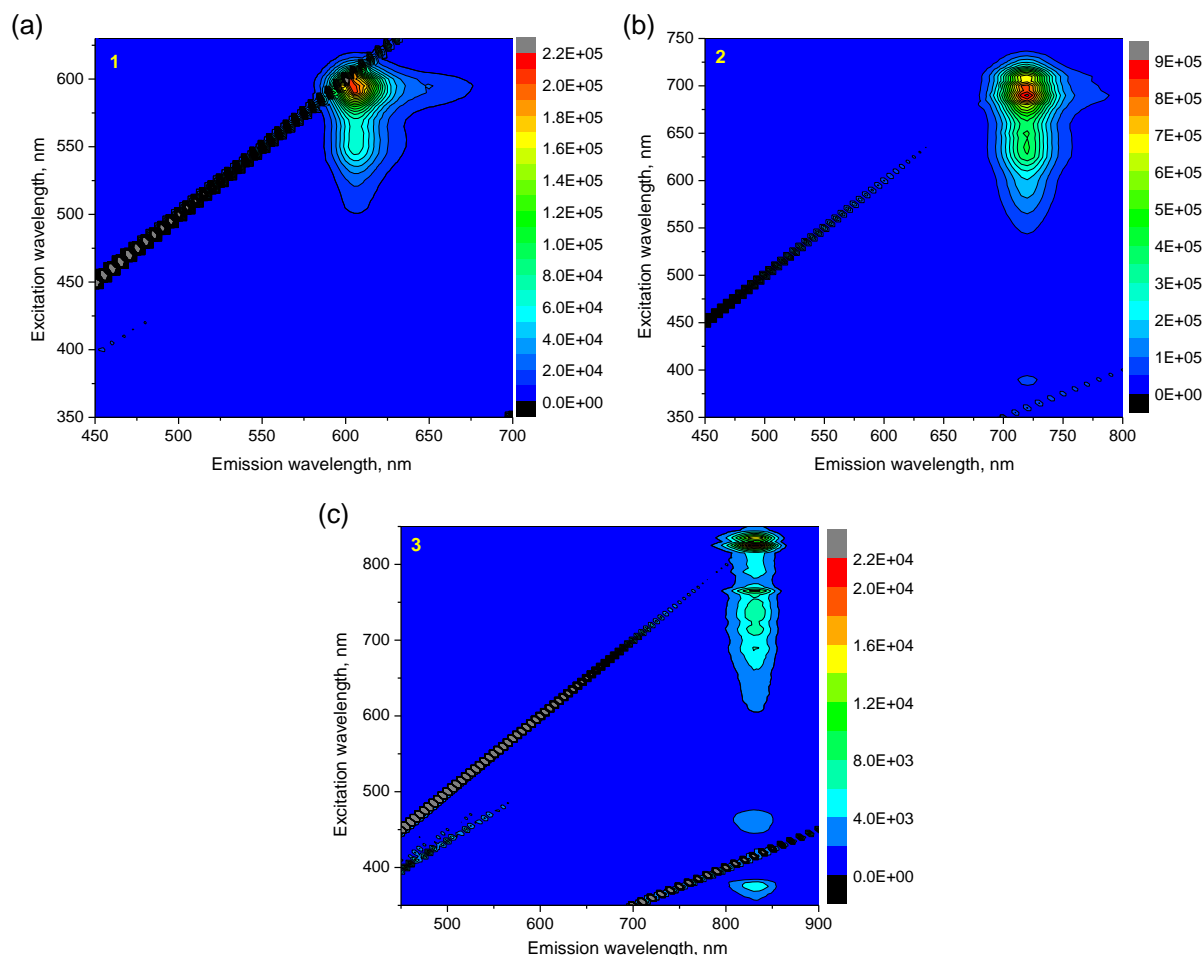 (a)
1
600
550
500
450
400
350
450 500 550 600 650 700
Excitation wavelength, nm
Emission wavelength, nm
2.2E+05
2.0E+05
1.8E+05
1.6E+05
1.4E+05
1.2E+05
1.0E+05
8.0E+04
6.0E+04
4.0E+04
2.0E+04
0.0E+00
(b)
2
750
700
650
600
550
500
450
400
350
450 500 550 600 650 700 750 800
Excitation wavelength, nm
Emission wavelength, nm
9E+05
8E+05
7E+05
6E+05
5E+05
4E+05
3E+05
2E+05
1E+05
0E+00
(c)
3
800
700
600
500
400
500 600 700 800 900
Excitation wavelength, nm
Emission wavelength, nm
2.2E+04
2.0E+04
1.6E+04
1.2E+04
8.0E+03
4.0E+03
0.0E+00